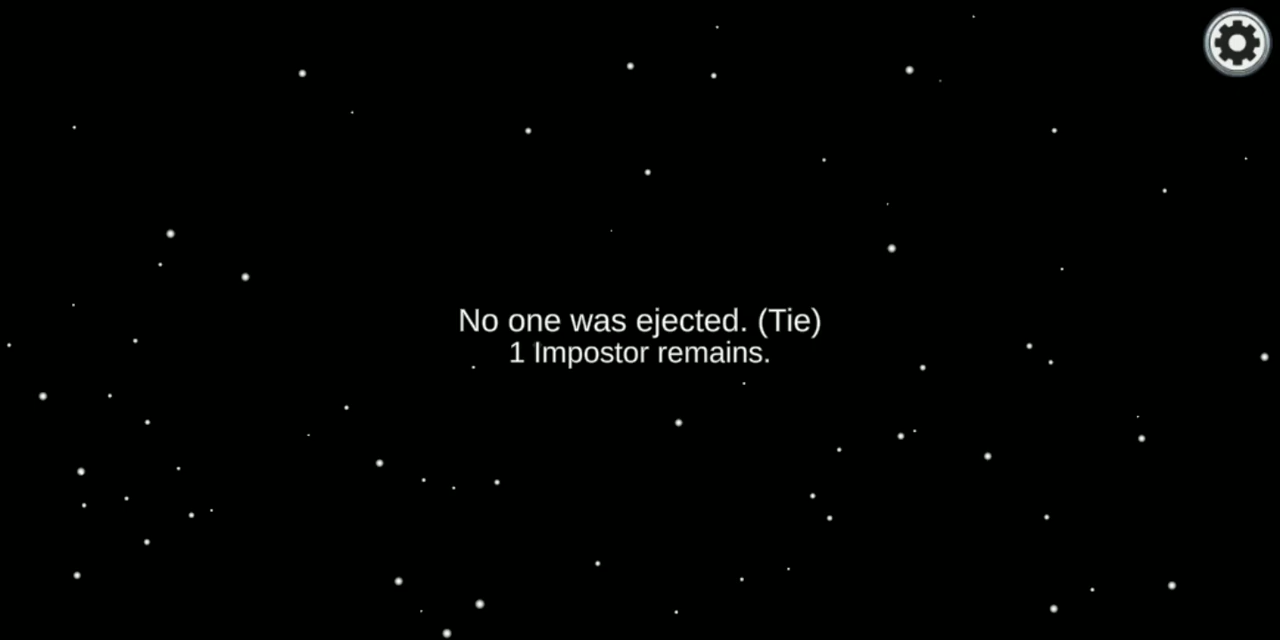 No one was ejected. (Tie)
1 Impostor remains.